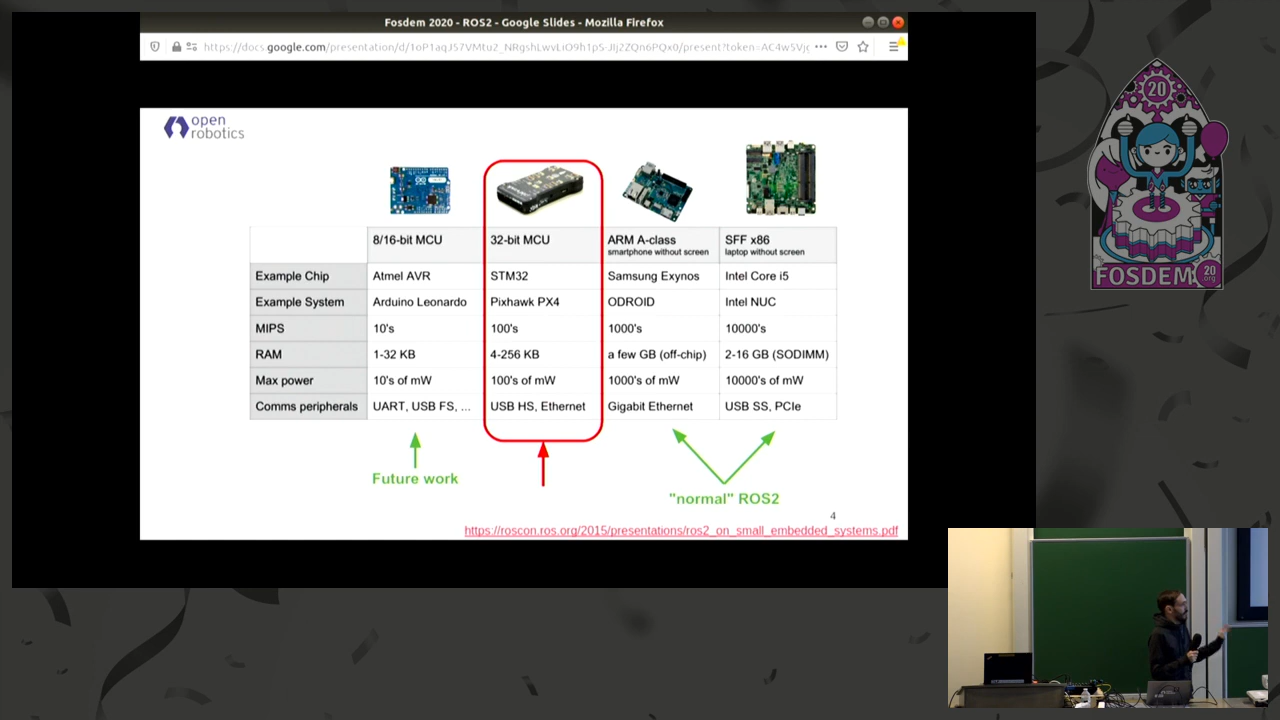 Fosdem 2020 - ROS2 - Google Slides - Mozilla Firefox
open
robotics
8/16-bit MCU 32-bit MCU ARM A-class SFF x86
smartphone without screen laptop without screen
Example Chip Atmel AVR STM32 Samsung Exynos Intel Core i5
Example System Arduino Leonardo Pixhawk PX4 ODROID Intel NUC
MIPS 10's 100's 1000's 10000's
RAM 1-32 KB 4-256 KB a few GB (off-chip) 2-16 GB (SODIMM)
Max power 10's of mW 100's of mW 1000's of mW 10000's of mW
Comms peripherals UART, USB FS, ... USB HS, Ethernet Gigabit Ethernet USB SS, PCIe
Future work
"normal" ROS2
4
https://roscon.ros.org/2015/presentations/ros2_on_small_embedded_systems.pdf
20
FOSDEM 20
.org